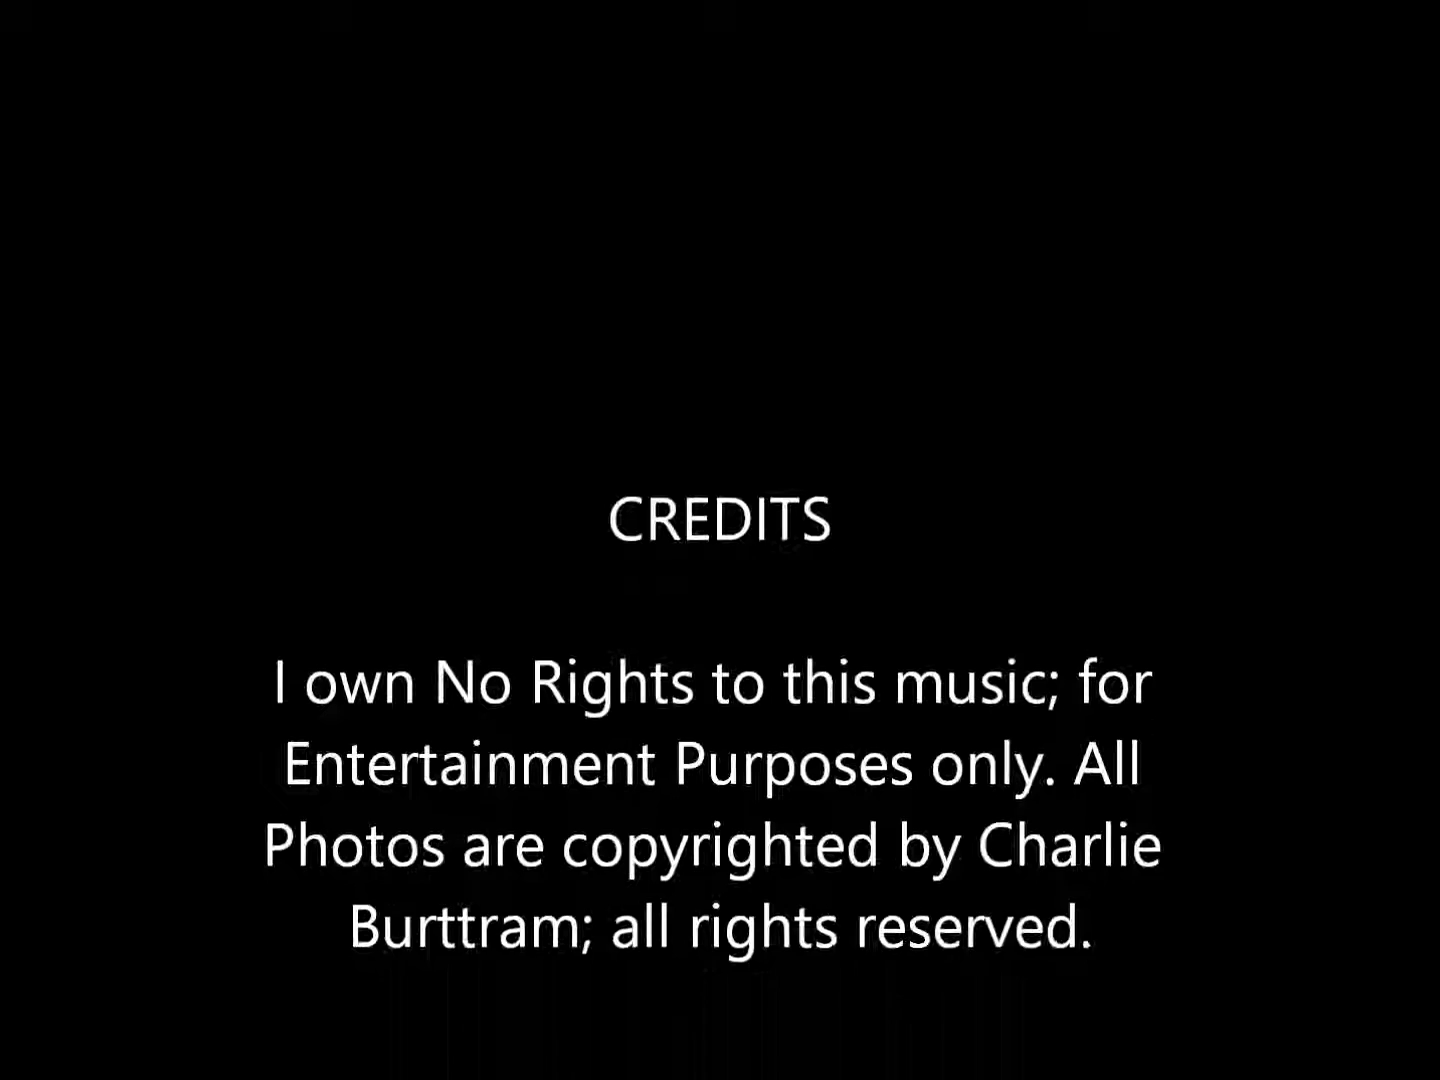 CREDITS
I own No Rights to this music; for
Entertainment Purposes only. All
Photos are copyrighted by Charlie
Burttram; all rights reserved.